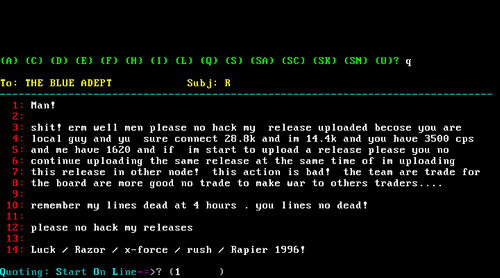 (A) (C) (D) (E) (F) (H) (I) (L) (Q) (S) (SA) (SC) (SK) (SN) (U)? q
To: THE BLUE ADEPT Subj: R
1: Man!
2:
3: shit! erm well men please no hack my release uploaded becose you are
4: local guy and yu sure connect 28.8k and im 14.4k and you have 3500 cps
5: and me have 1620 and if im start to upload a release please you no
6: continue uploading the same release at the same time of im uploading
7: this release in other node! this action is bad! the team are trade for
8: the board are more good no trade to make war to others traders....
9:
10: remember my lines dead at 4 hours . you lines no dead!
11:
12: please no hack my releases
13:
14: Luck / Razor / x-force / rush / Rapier 1996!
Quoting: Start On Line-=>? (1 )